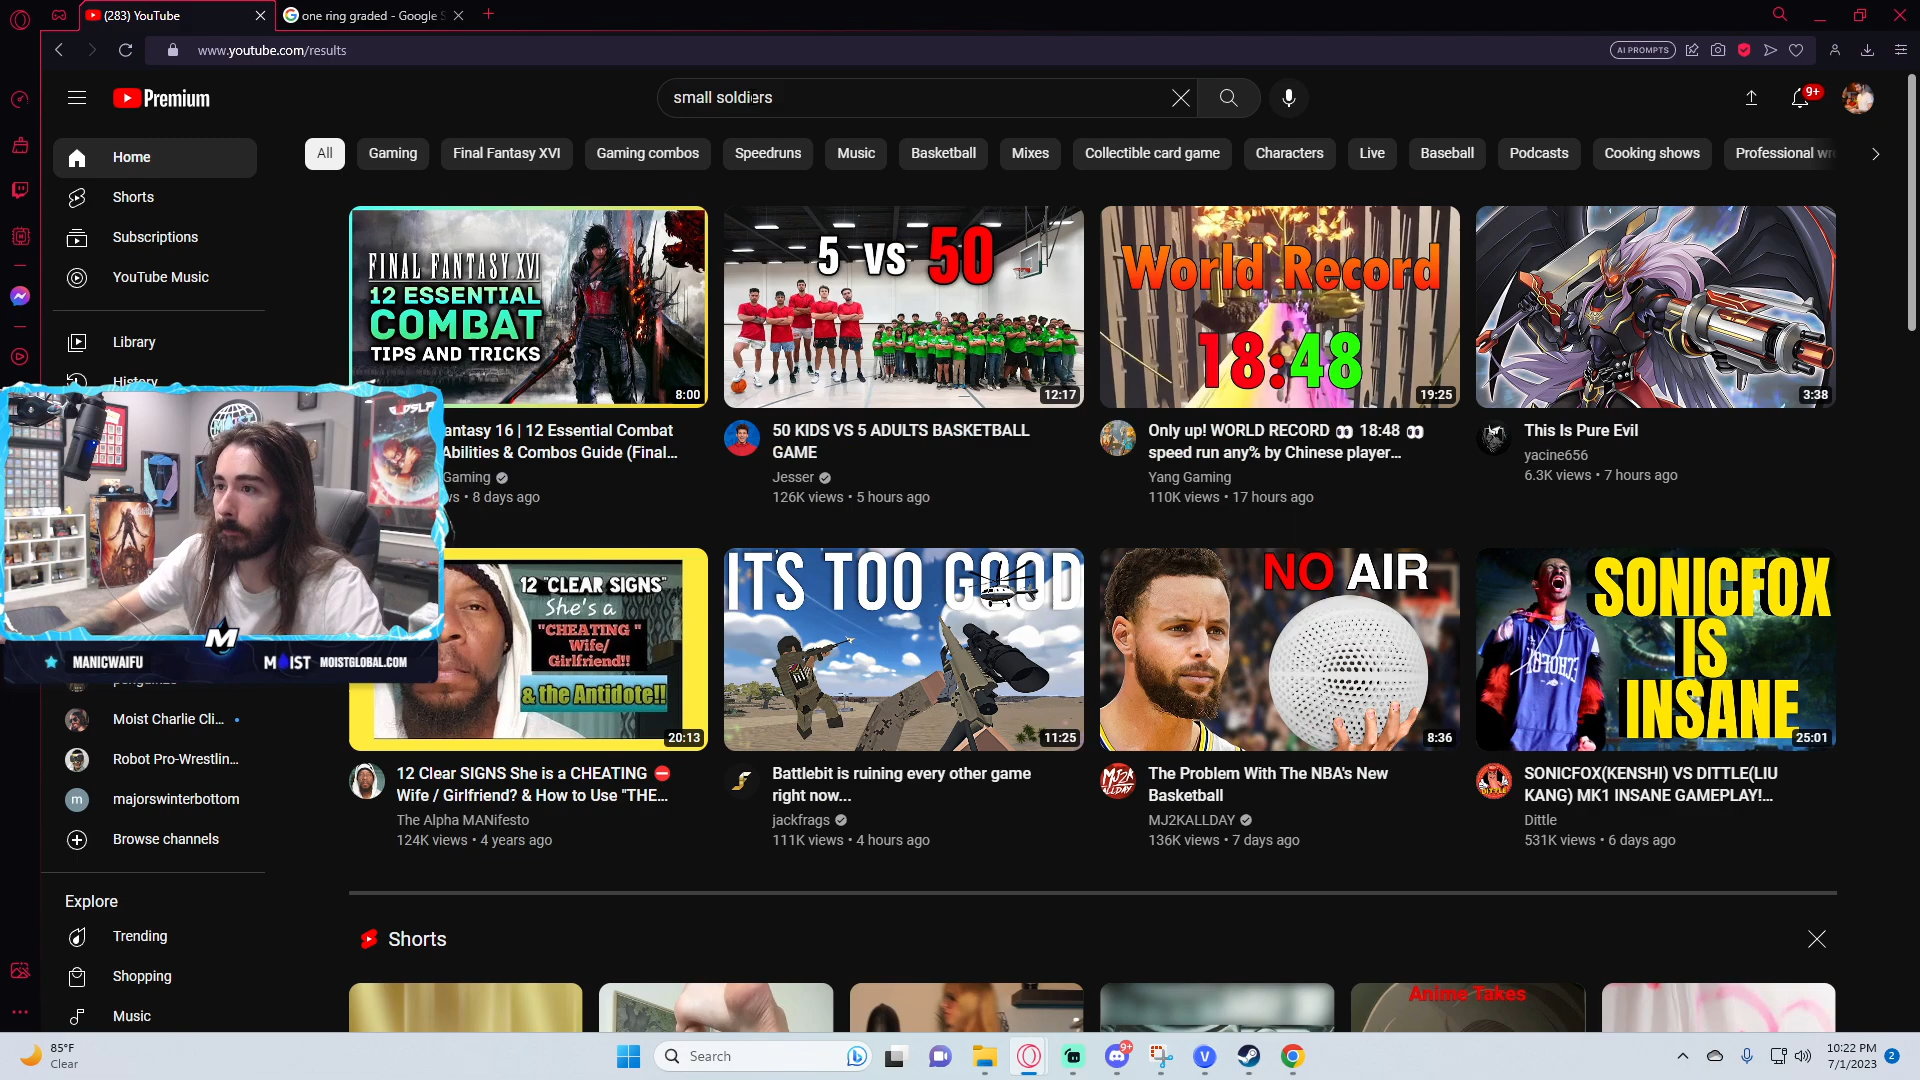 (283) YouTube
one ring graded - Google S
www.youtube.com/results
AI PROMPTS
Premium
small soldiers
9+
Home
Shorts
Subscriptions
YouTube Music
Library
History
All
Gaming
Final Fantasy XVI
Gaming combos
Speedruns
Music
Basketball
Mixes
Collectible card game
Characters
Live
Baseball
Podcasts
Cooking shows
Professional wr
FINAL FANTASY XVI
12 ESSENTIAL
COMBAT
TIPS AND TRICKS
8:00
5 vs 50
12:17
World Record
18:48
19:25
3:38
antasy 16 | 12 Essential Combat
Abilities & Combos Guide (Final...
Gaming
ws • 8 days ago
50 KIDS VS 5 ADULTS BASKETBALL
GAME
Jesser
126K views • 5 hours ago
Only up! WORLD RECORD 👀 18:48 👀
speed run any% by Chinese player...
Yang Gaming
110K views • 17 hours ago
This Is Pure Evil
yacine656
6.3K views • 7 hours ago
MANICWAIFU
MOIST
MOISTGLOBAL.COM
12 "CLEAR SIGNS"
She's a
"CHEATING "
Wife/
Girlfriend!!
& the Antidote!!
20:13
ITS TOO GOOD
11:25
NO AIR
8:36
SONICFOX
IS
INSANE
25:01
12 Clear SIGNS She is a CHEATING ⛔
Wife / Girlfriend? & How to Use "THE...
The Alpha MANifesto
124K views • 4 years ago
Battlebit is ruining every other game
right now...
jackfrags
111K views • 4 hours ago
MJ2K
ALLDAY
The Problem With The NBA's New
Basketball
MJ2KALLDAY
136K views • 7 days ago
DITTLE
SONICFOX(KENSHI) VS DITTLE(LIU
KANG) MK1 INSANE GAMEPLAY!...
Dittle
531K views • 6 days ago
Moist Charlie Cli...
Robot Pro-Wrestlin...
m
majorswinterbottom
Browse channels
Explore
Trending
Shopping
Music
Shorts
Anime Takes
85°F
Clear
Search
9+
10:22 PM
7/1/2023
2